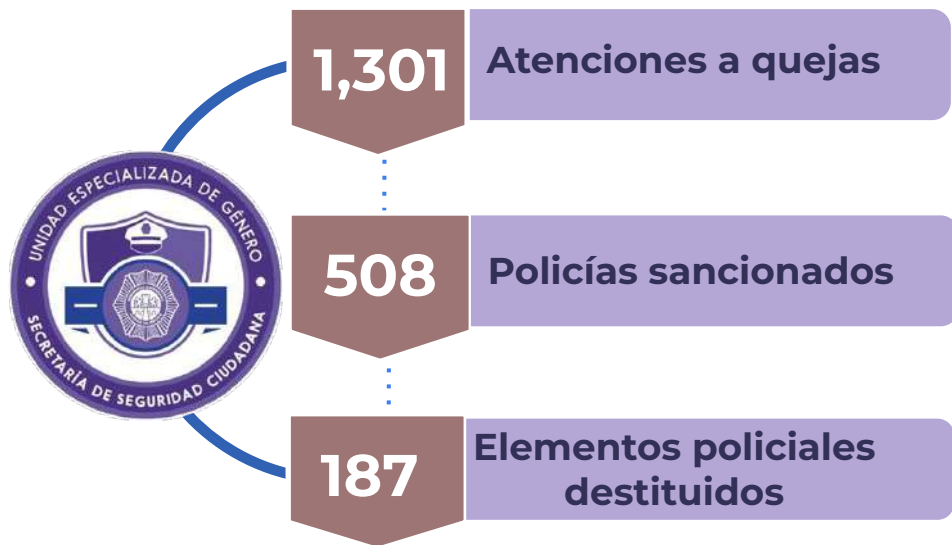 1,301
Atenciones a quejas
UNIDAD ESPECIALIZADA DE GÉNERO
SECRETARÍA DE SEGURIDAD CIUDADANA
508
Policías sancionados
187
Elementos policiales
destituidos